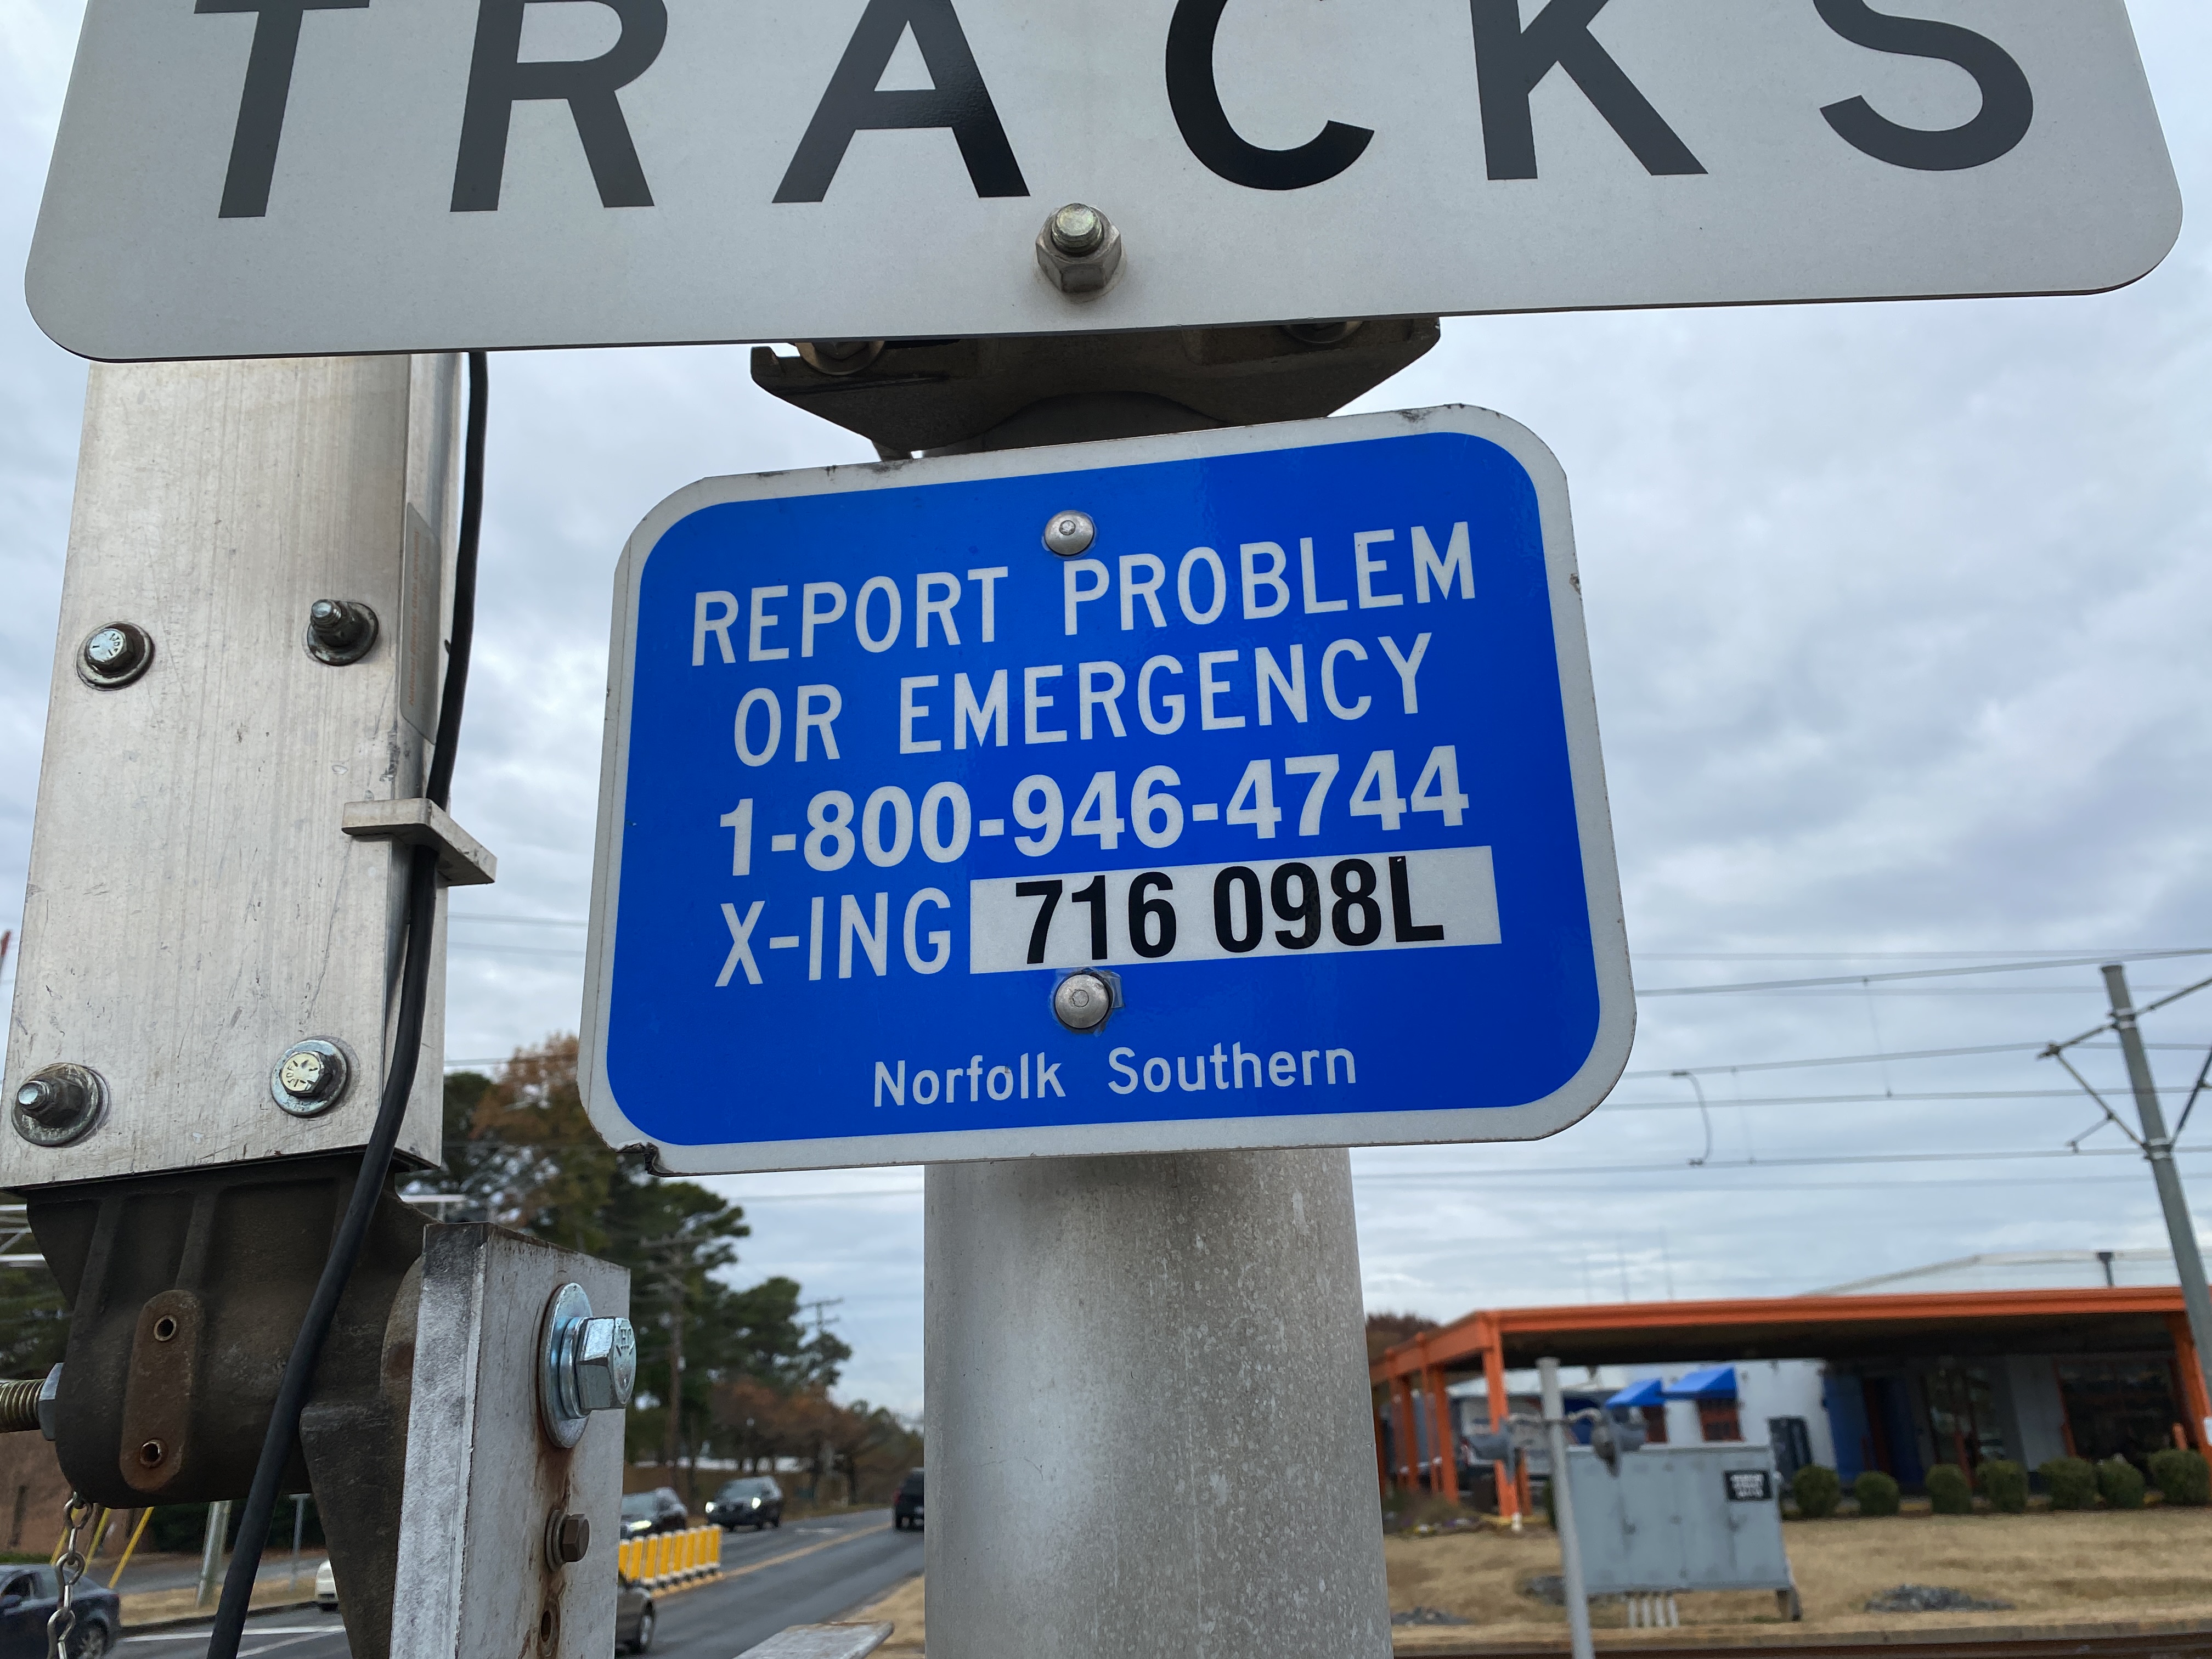 TRACKS
REPORT PROBLEM
OR EMERGENCY
1-800-946-4744
X-ING 716 098L
Norfolk Southern